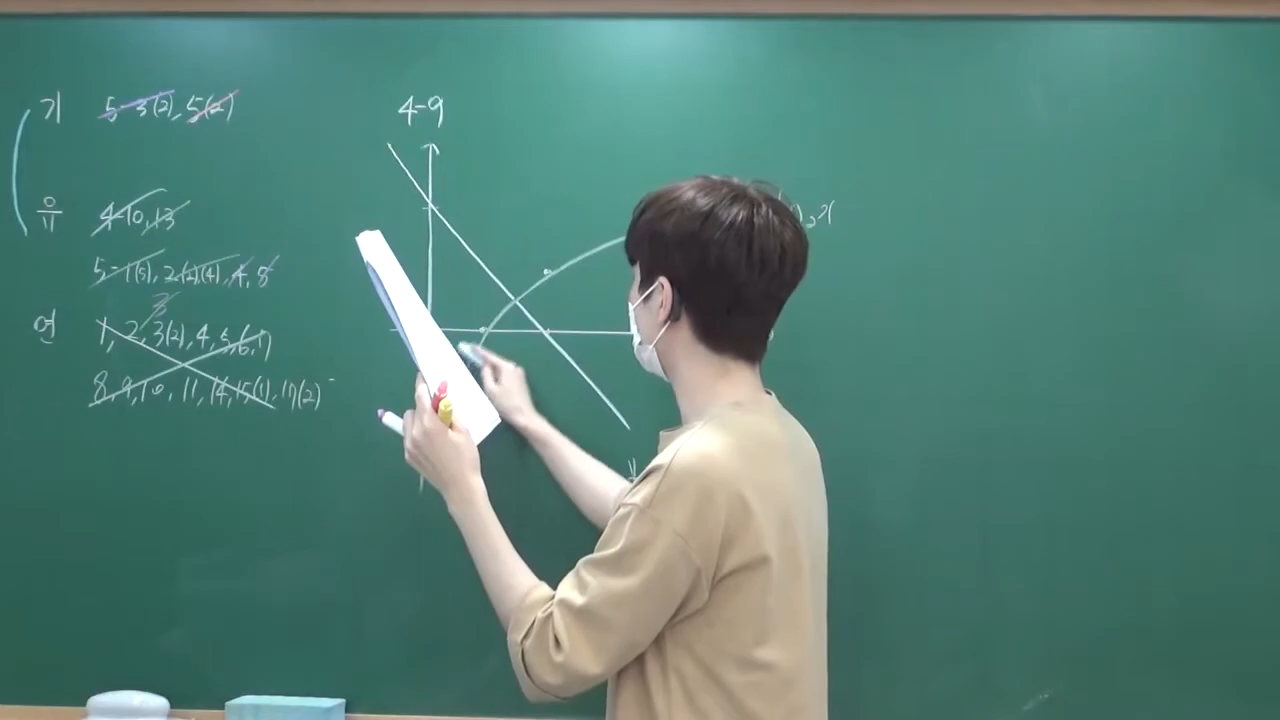 기 5-3(2), 5(2)
유 4-10, 13
5-1(5), 2(2)(4), 4, 8
3
연 1, 2, 3(2), 4, 5, 6, 7
8, 9, 10, 11, 14, 15(1), 17(2)
4-9